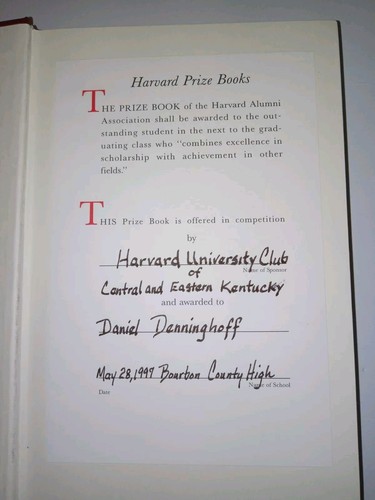 Harvard Prize Books
THE PRIZE BOOK of the Harvard Alumni
Association shall be awarded to the out-
standing student in the next to the grad-
uating class who "combines excellence in
scholarship with achievement in other
fields."
THIS Prize Book is offered in competition
by
Harvard University Club
Name of Sponsor
of
Central and Eastern Kentucky
and awarded to
Daniel Denninghoff
May 28, 1997 Bourbon County High
Date Name of School